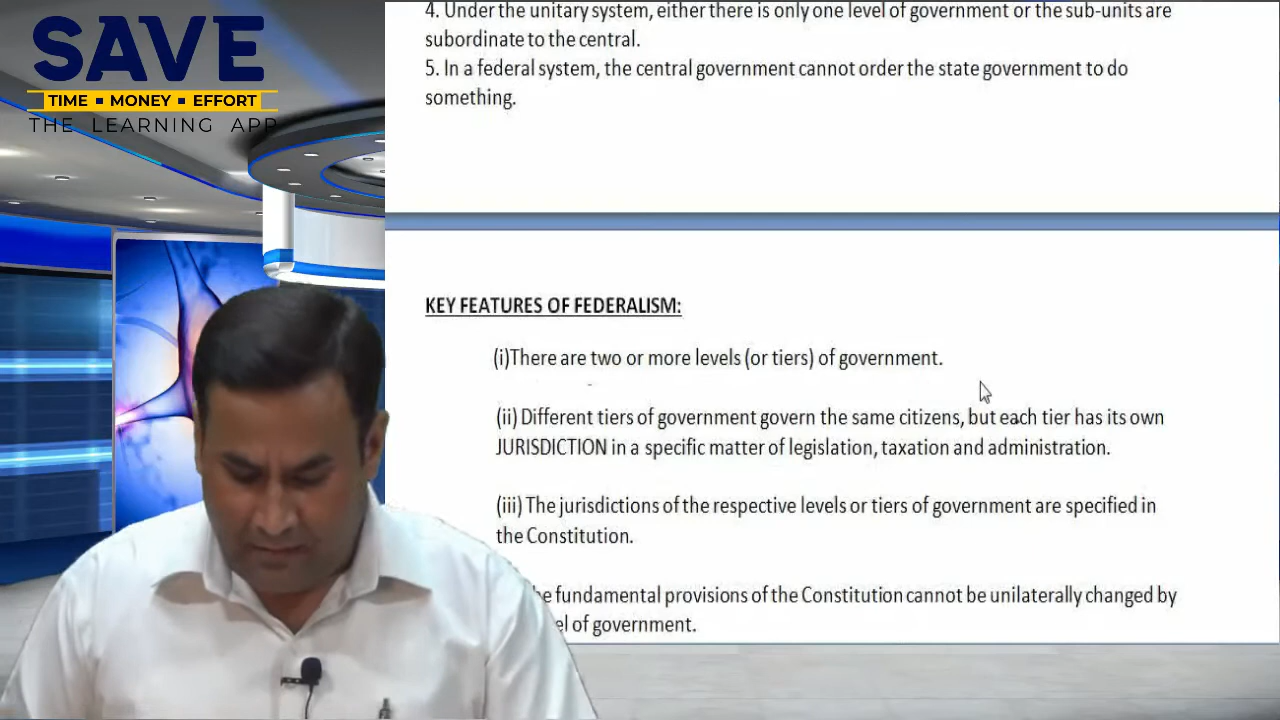 SAVE
TIME ▪ MONEY ▪ EFFORT
THE LEARNING APP
4. Under the unitary system, either there is only one level of government or the sub-units are
subordinate to the central.
5. In a federal system, the central government cannot order the state government to do
something.
KEY FEATURES OF FEDERALISM:
(i)There are two or more levels (or tiers) of government.
(ii) Different tiers of government govern the same citizens, but each tier has its own
JURISDICTION in a specific matter of legislation, taxation and administration.
(iii) The jurisdictions of the respective levels or tiers of government are specified in
the Constitution.
fundamental provisions of the Constitution cannot be unilaterally changed by
of government.